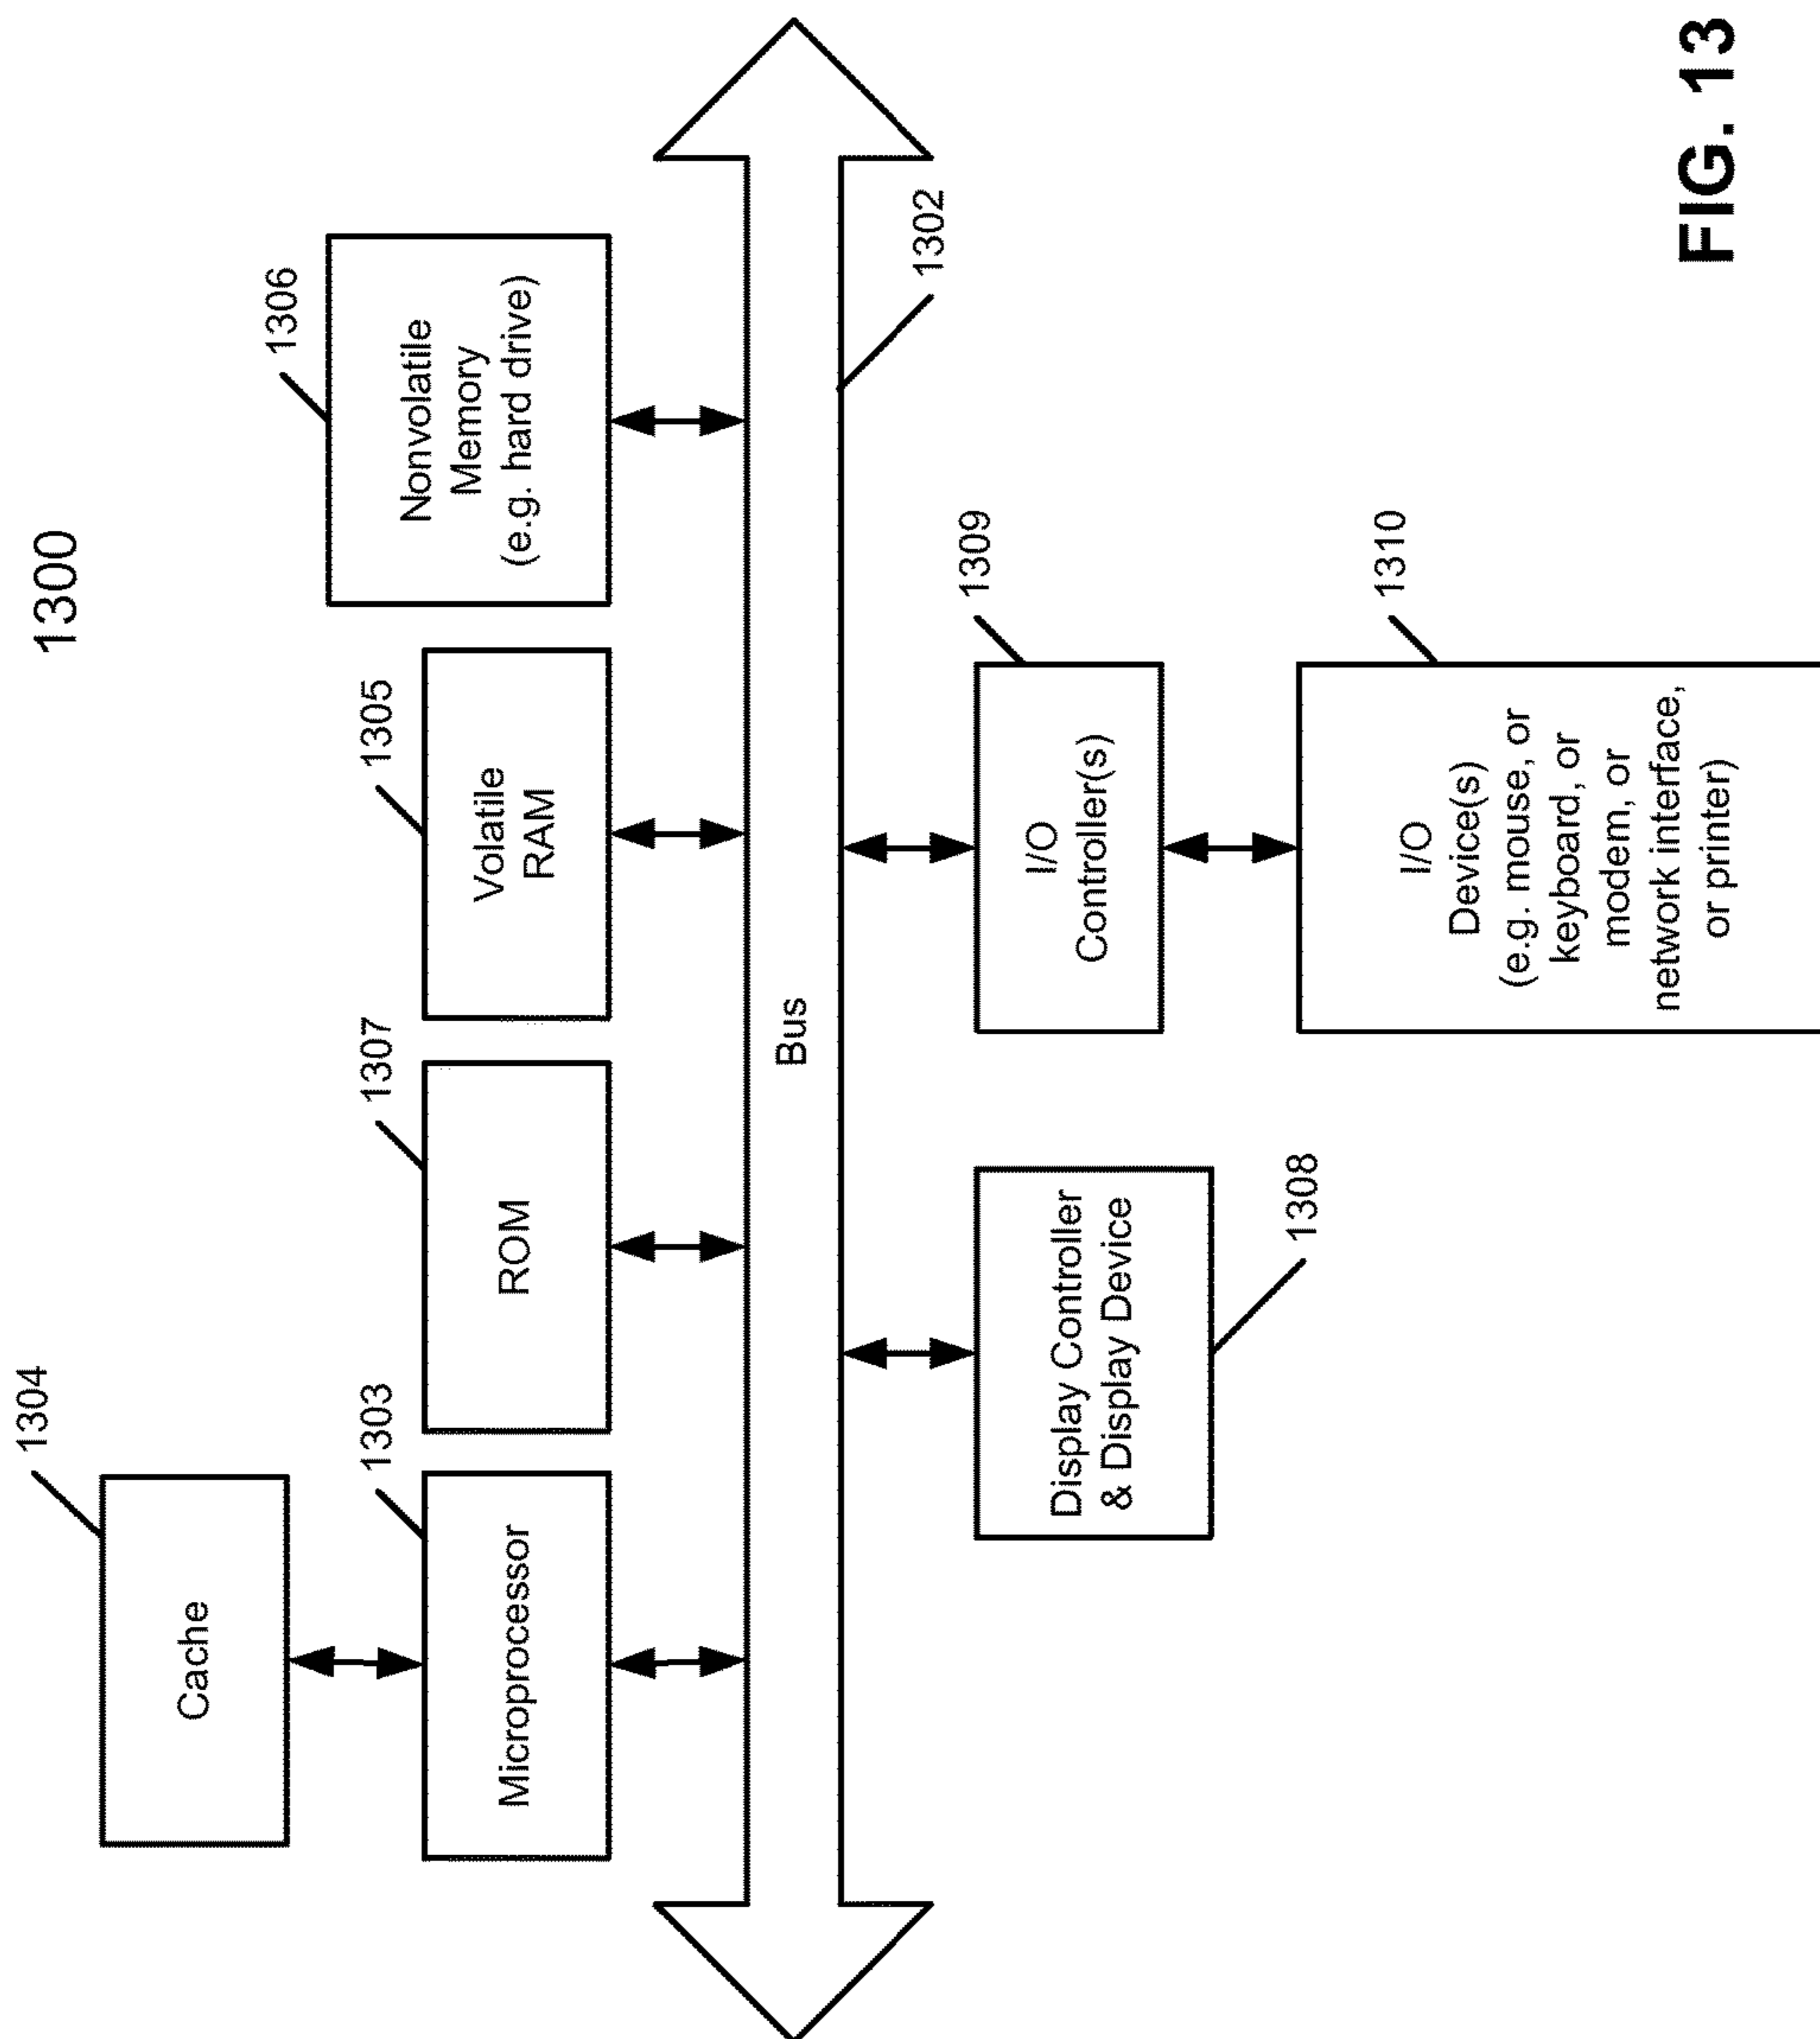 1300
1304
Cache
1303
Microprocessor
1307
ROM
1305
Volatile
RAM
1306
Nonvolatile
Memory
(e.g. hard drive)
Bus
1302
Display Controller
& Display Device
1308
1309
I/O
Controller(s)
1310
I/O
Device(s)
(e.g. mouse, or
keyboard, or
modem, or
network interface,
or printer)
FIG. 13